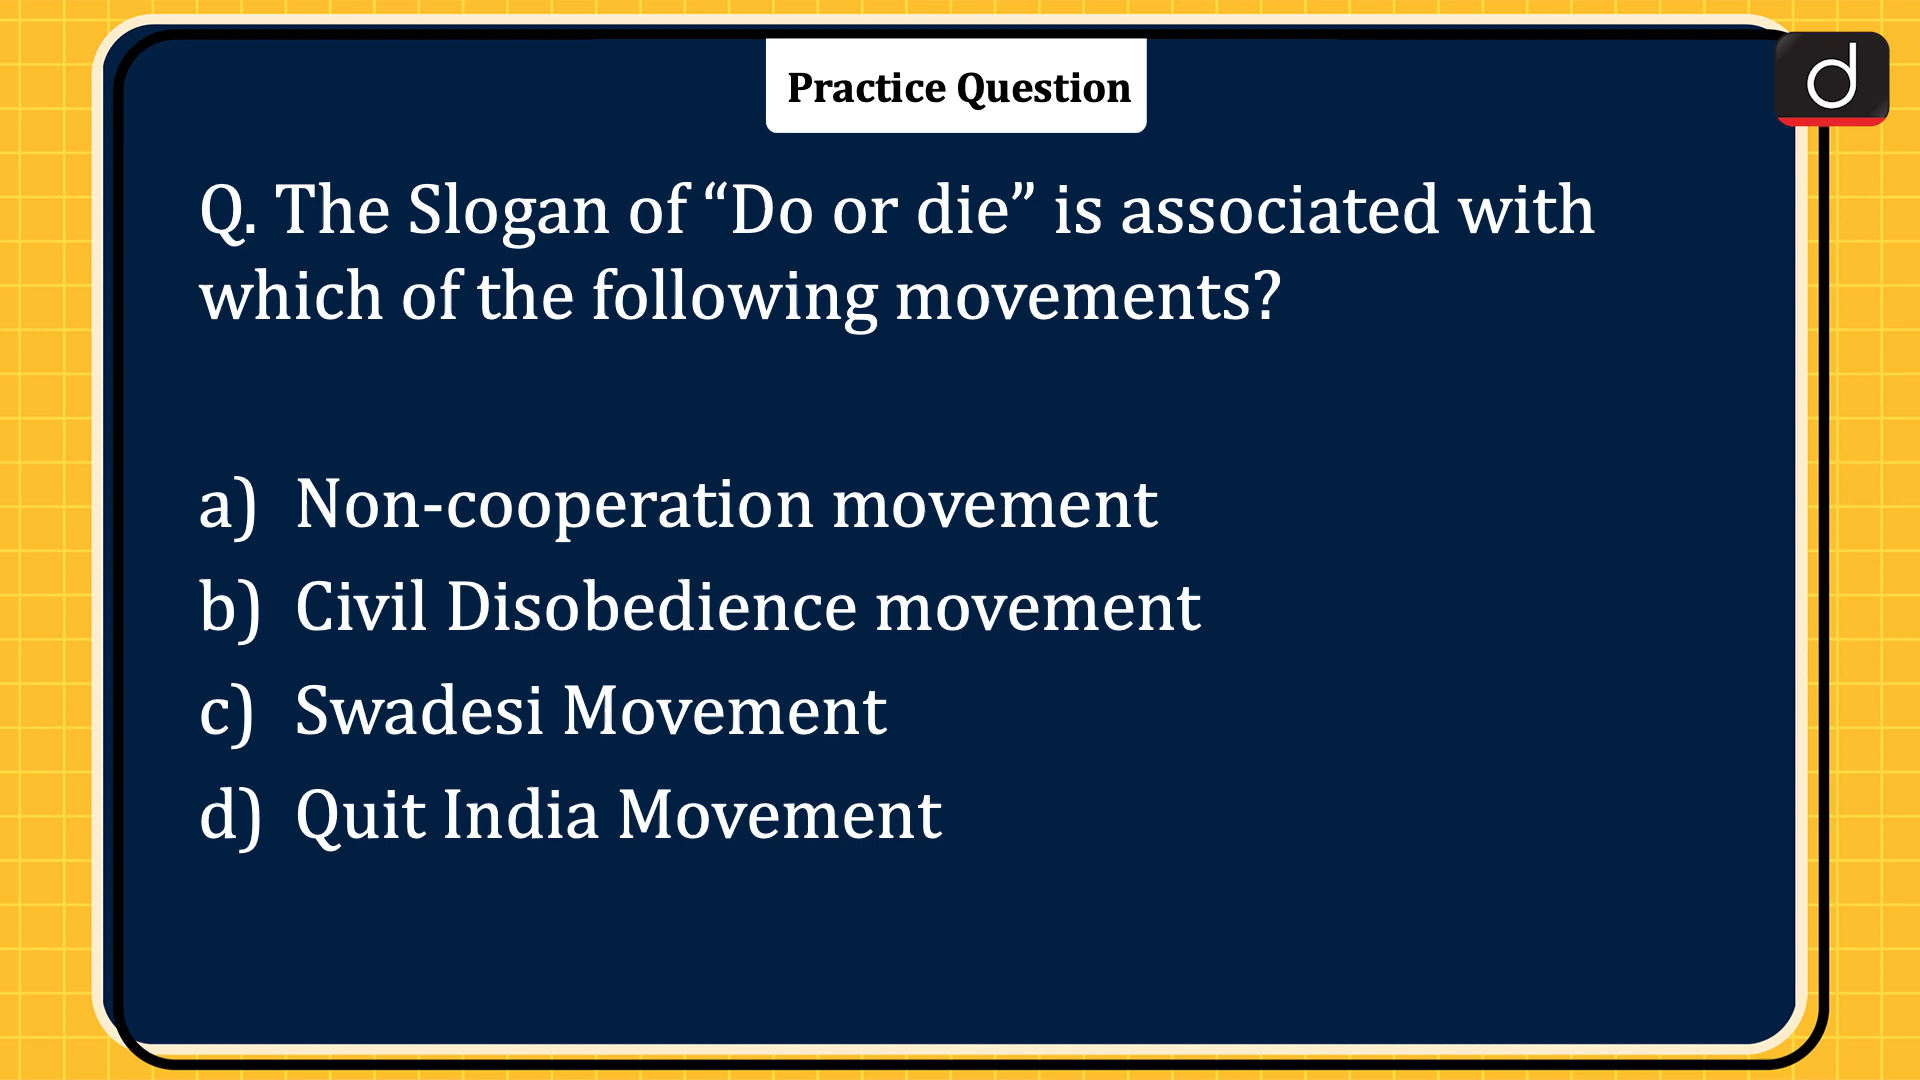 Practice Question
d
Q. The Slogan of “Do or die” is associated with
which of the following movements?
a) Non-cooperation movement
b) Civil Disobedience movement
c) Swadesi Movement
d) Quit India Movement